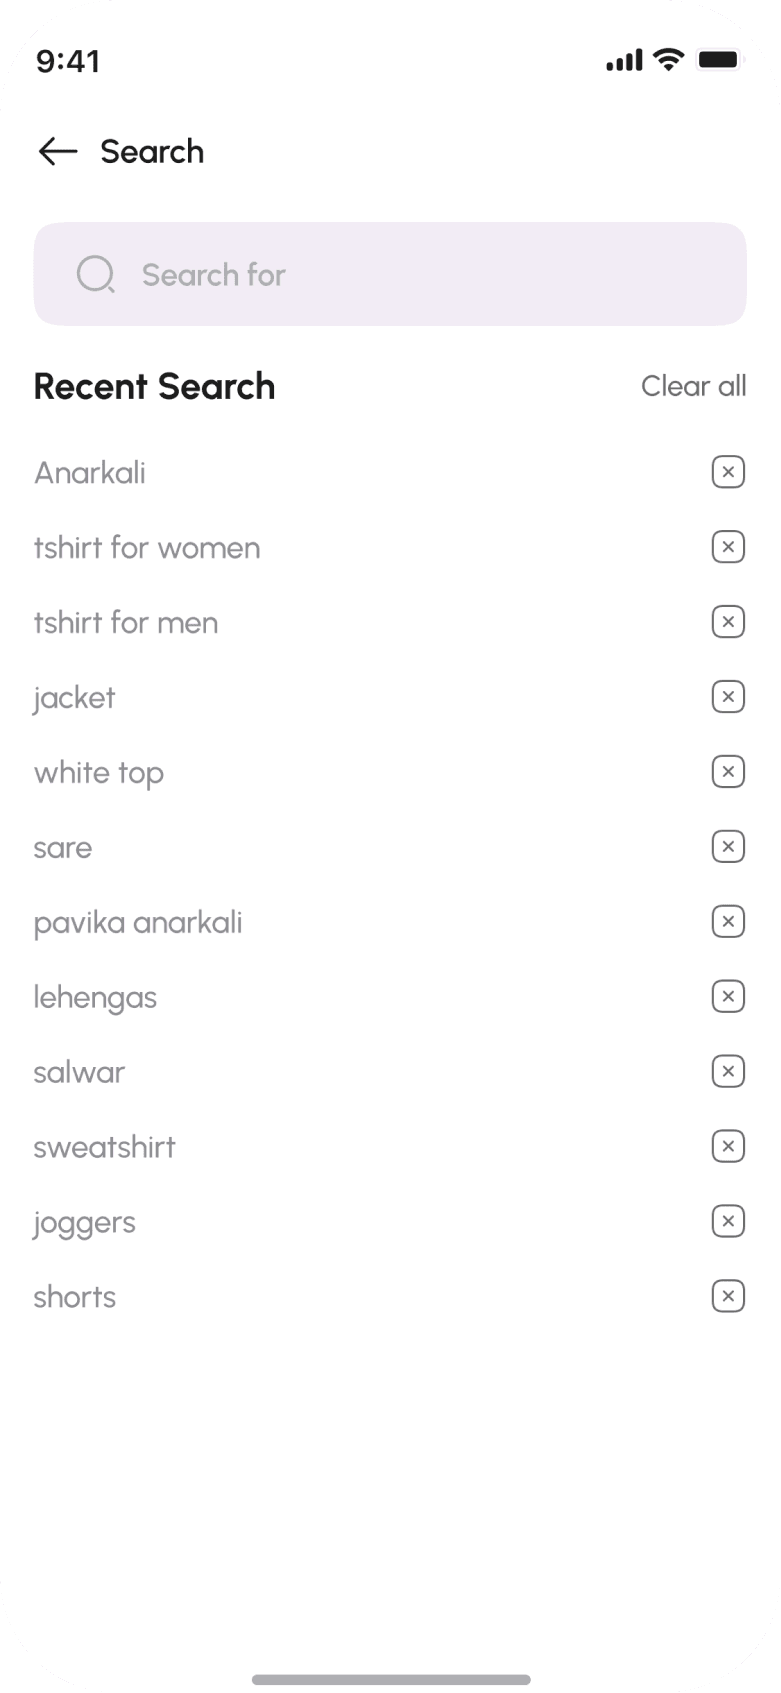 9:41
Search
Search for
Recent Search
Clear all
Anarkali
tshirt for women
tshirt for men
jacket
white top
sare
pavika anarkali
lehengas
salwar
sweatshirt
joggers
shorts